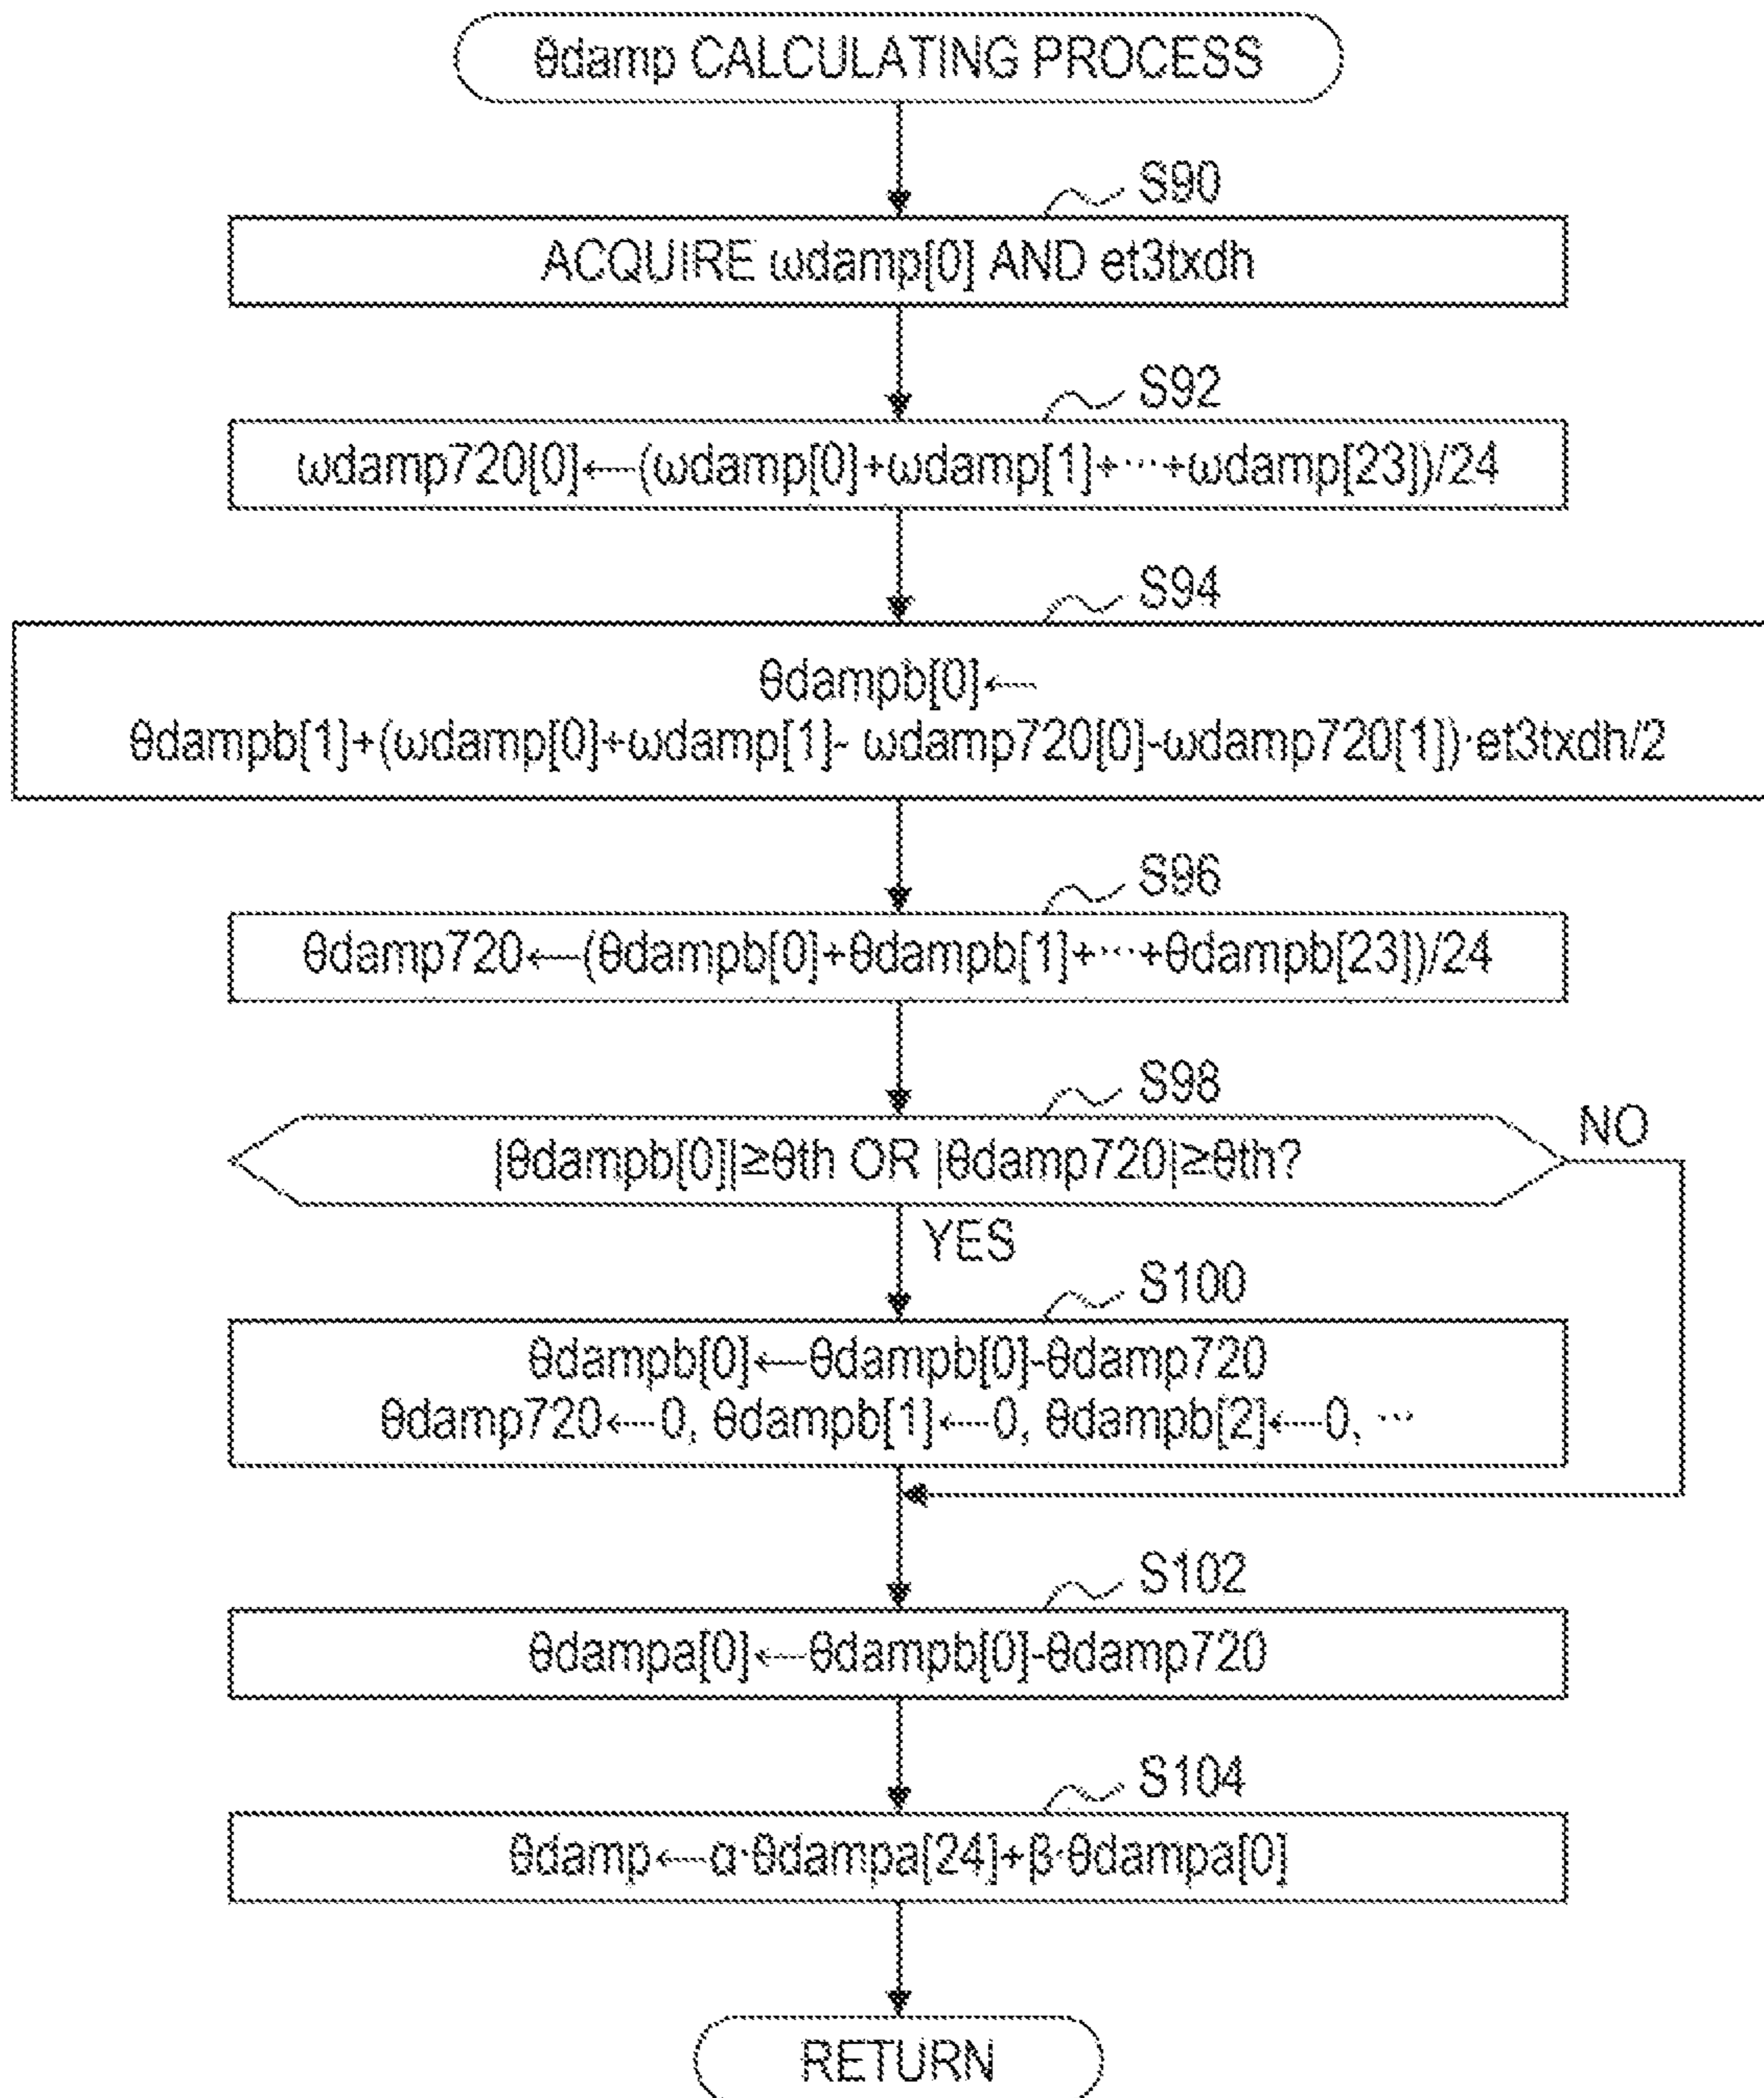 θdamp CALCULATING PROCESS
S90
ACQUIRE ωdamp[0] AND et3txdh
S92
ωdamp720[0]←(ωdamp[0]+ωdamp[1]+···+ωdamp[23])/24
S94
θdampb[0]←
θdampb[1]+(ωdamp[0]+ωdamp[1]- ωdamp720[0]-ωdamp720[1])·et3txdh/2
S96
θdamp720←(θdampb[0]+θdampb[1]+···+θdampb[23])/24
S98
|θdampb[0]|≥θth OR |θdamp720|≥θth?
NO
YES
S100
θdampb[0]←θdampb[0]-θdamp720
θdamp720←0, θdampb[1]←0, θdampb[2]←0, ···
S102
θdampa[0]←θdampb[0]-θdamp720
S104
θdamp←α·θdampa[24]+β·θdampa[0]
RETURN